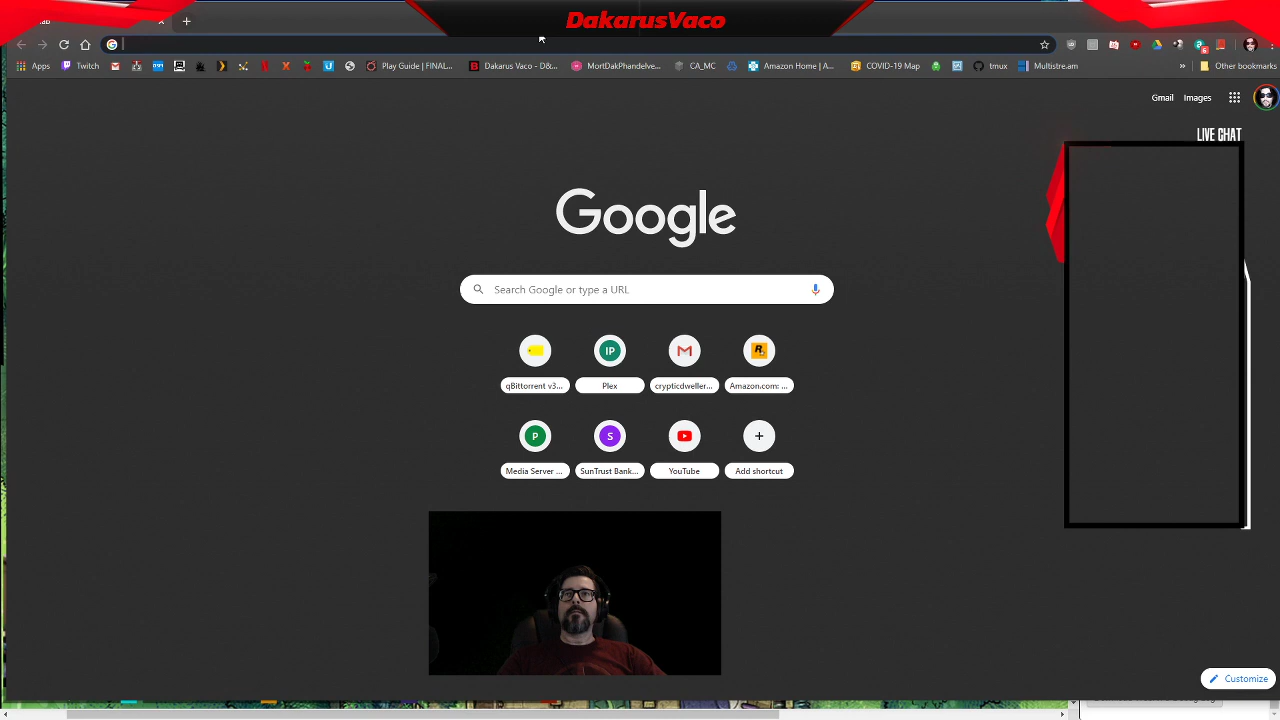 DakarusVaco
Apps Twitch Play Guide | FINAL... Dakarus Vaco - D&... MortDakPhandelve... CA_MC Amazon Home | A... COVID-19 Map tmux Multistre.am » Other bookmarks
Gmail Images
LIVE CHAT
Google
Search Google or type a URL
IP R
qBittorrent v3... Plex crypticdweller... Amazon.com: ...
P S
Media Server ... SunTrust Bank... YouTube Add shortcut
Customize